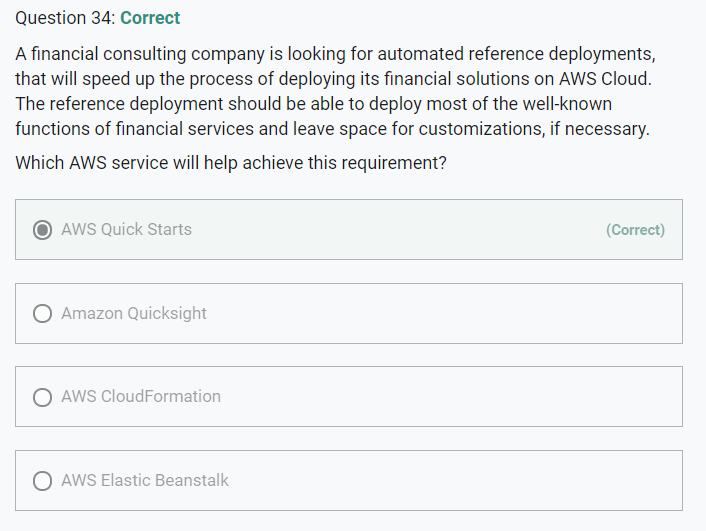 Question 34: Correct
A financial consulting company is looking for automated reference deployments,
that will speed up the process of deploying its financial solutions on AWS Cloud.
The reference deployment should be able to deploy most of the well-known
functions of financial services and leave space for customizations, if necessary.
Which AWS service will help achieve this requirement?
AWS Quick Starts (Correct)
Amazon Quicksight
AWS CloudFormation
AWS Elastic Beanstalk